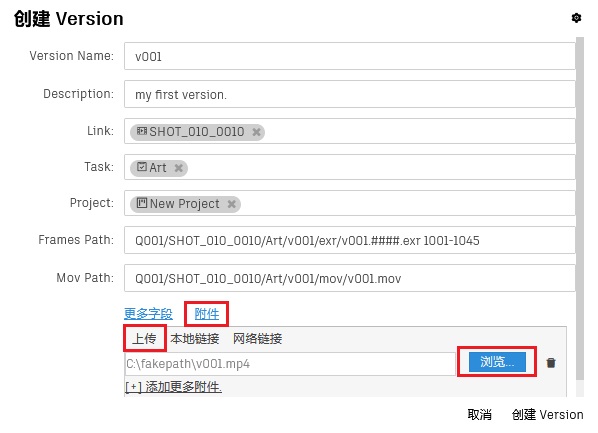 创建 Version
Version Name: v001
Description: my first version.
Link: SHOT_010_0010
Task: Art
Project: New Project
Frames Path: Q001/SHOT_010_0010/Art/v001/exr/v001.####.exr 1001-1045
Mov Path: Q001/SHOT_010_0010/Art/v001/mov/v001.mov
更多字段 附件
上传 本地链接 网络链接
C:\fakepath\v001.mp4 浏览...
[+] 添加更多附件.
取消 创建 Version